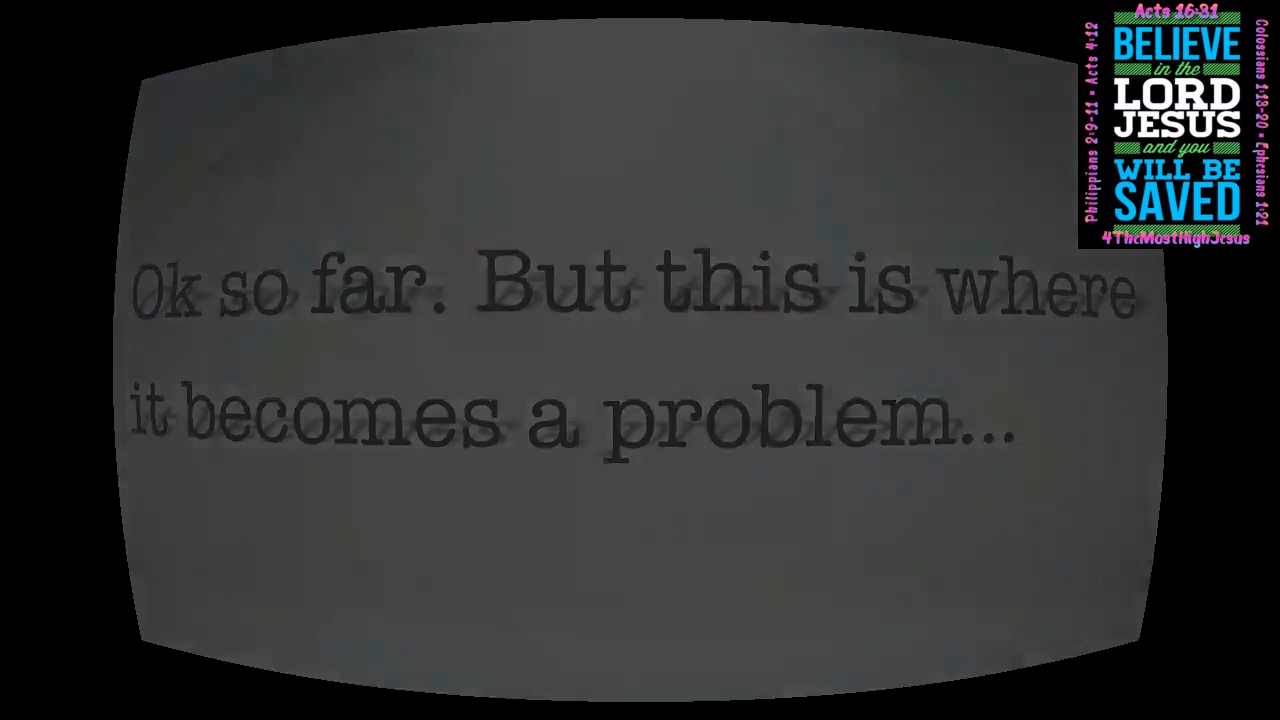 Ok so far. But this is where
it becomes a problem...
Acts 16:31
BELIEVE
in the
LORD
JESUS
and you
WILL BE
SAVED
4TheMostHighJesus
Philippians 2:9-11 • Acts 4:12
Colossians 1:13-20 • Ephesians 1:21